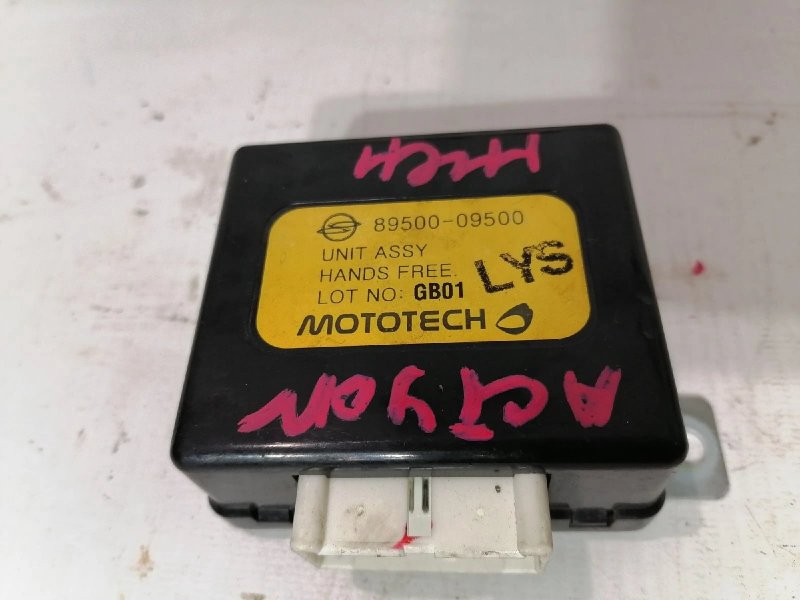 89500-09500
UNIT ASSY
HANDS FREE.
LOT NO: GB01 LYS
MOTOTECH
ACTYON